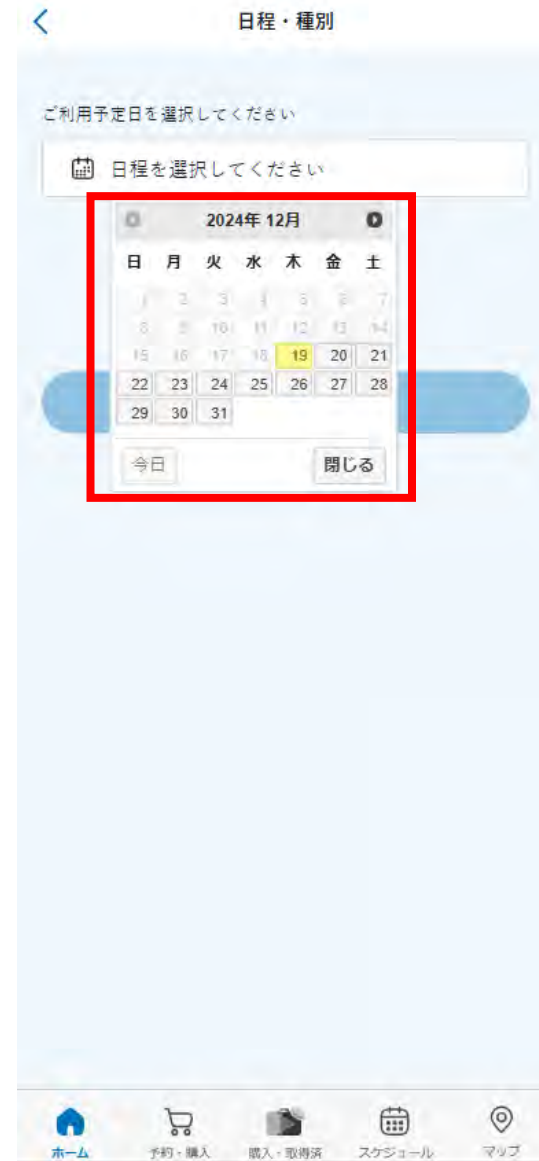 日程・種別
ご利用予定日を選択してください
日程を選択してください
2024年 12月
日 月 火 水 木 金 土
1 2 3 4 5 6 7
8 9 10 11 12 13 14
15 16 17 18 19 20 21
22 23 24 25 26 27 28
29 30 31
今日 閉じる
ホーム 予約・購入 購入・取得済 スケジュール マップ